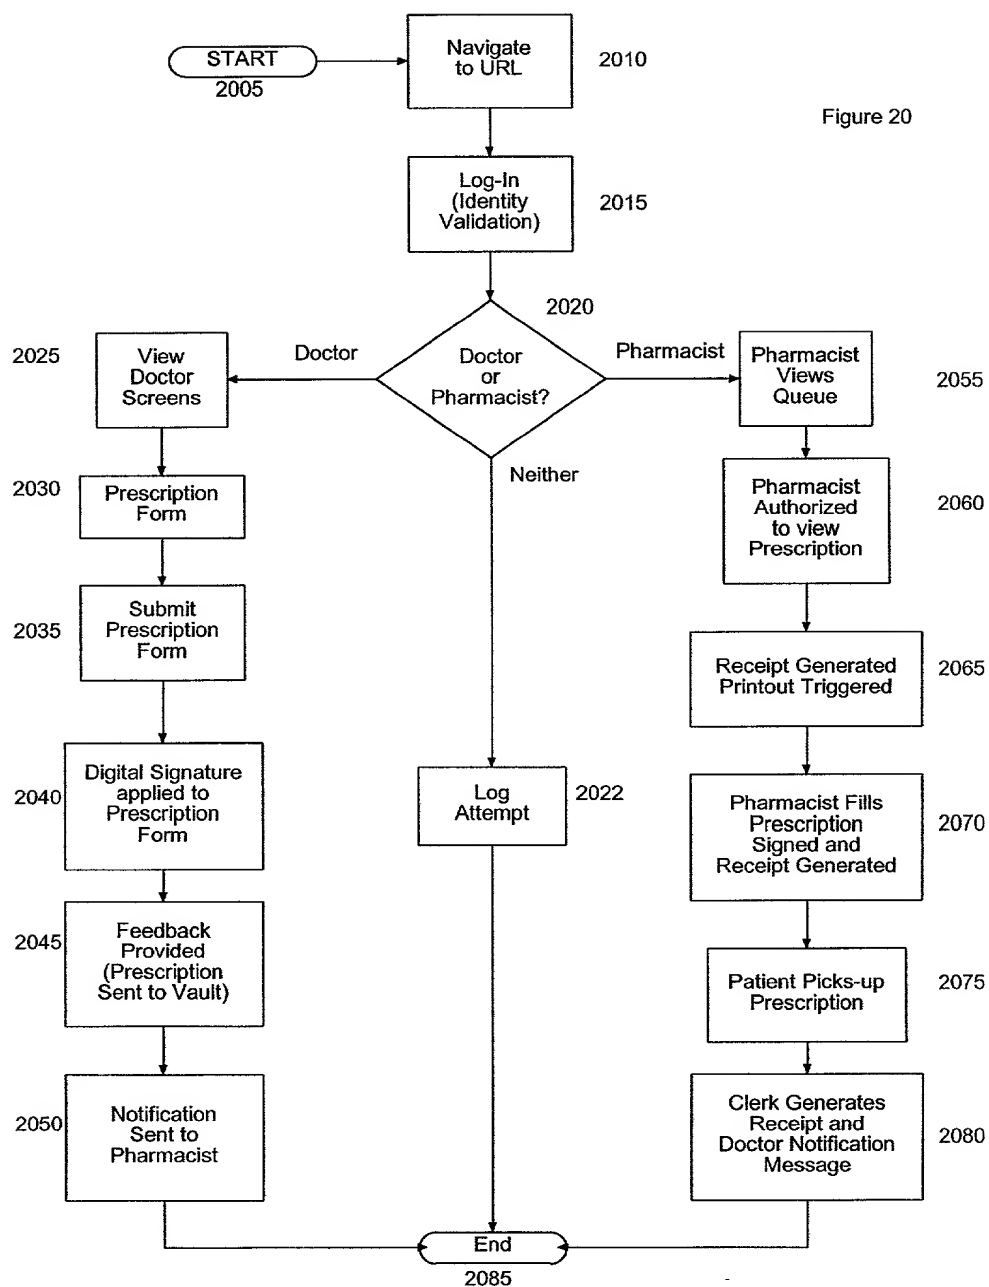 START
2005
Navigate
to URL
2010
Figure 20
Log-In
(Identity
Validation)
2015
2020
Doctor
or
Pharmacist?
Doctor
Pharmacist
Neither
2025
View
Doctor
Screens
2030
Prescription
Form
2035
Submit
Prescription
Form
2040
Digital Signature
applied to
Prescription
Form
2045
Feedback
Provided
(Prescription
Sent to Vault)
2050
Notification
Sent to
Pharmacist
Log
Attempt
2022
Pharmacist
Views
Queue
2055
Pharmacist
Authorized
to view
Prescription
2060
Receipt Generated
Printout Triggered
2065
Pharmacist Fills
Prescription
Signed and
Receipt Generated
2070
Patient Picks-up
Prescription
2075
Clerk Generates
Receipt and
Doctor Notification
Message
2080
End
2085